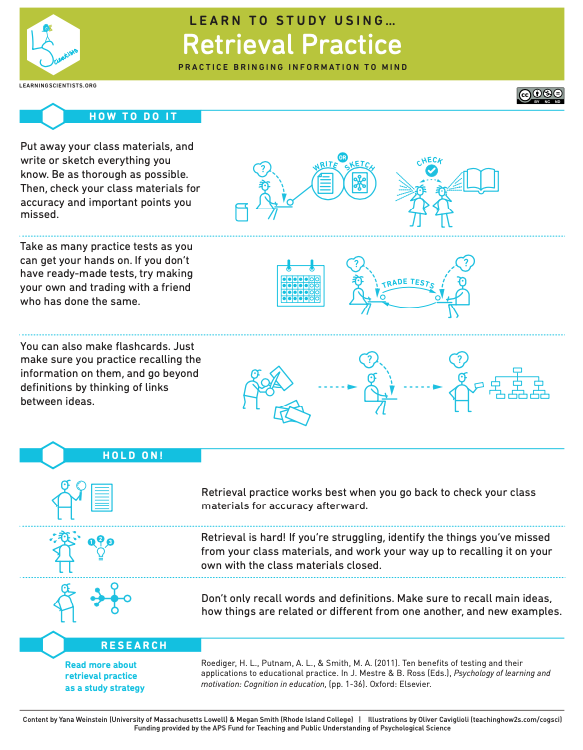 LEARN TO STUDY USING...
Retrieval Practice
PRACTICE BRINGING INFORMATION TO MIND
LS
Scientists
LEARNINGSCIENTISTS.ORG
cc
BY NC ND
HOW TO DO IT
Put away your class materials, and
write or sketch everything you
know. Be as thorough as possible.
Then, check your class materials for
accuracy and important points you
missed.
?
WRITE OR SKETCH
CHECK
Take as many practice tests as you
can get your hands on. If you don't
have ready-made tests, try making
your own and trading with a friend
who has done the same.
?
TRADE TESTS
?
You can also make flashcards. Just
make sure you practice recalling the
information on them, and go beyond
definitions by thinking of links
between ideas.
?
?
HOLD ON!
Retrieval practice works best when you go back to check your class
materials for accuracy afterward.
1 2 3
Retrieval is hard! If you're struggling, identify the things you've missed
from your class materials, and work your way up to recalling it on your
own with the class materials closed.
Don't only recall words and definitions. Make sure to recall main ideas,
how things are related or different from one another, and new examples.
RESEARCH
Read more about
retrieval practice
as a study strategy
Roediger, H. L., Putnam, A. L., & Smith, M. A. (2011). Ten benefits of testing and their
applications to educational practice. In J. Mestre & B. Ross (Eds.), Psychology of learning and
motivation: Cognition in education, (pp. 1-36). Oxford: Elsevier.
Content by Yana Weinstein (University of Massachusetts Lowell) & Megan Smith (Rhode Island College) | Illustrations by Oliver Caviglioli (teachinghow2s.com/cogsci)
Funding provided by the APS Fund for Teaching and Public Understanding of Psychological Science